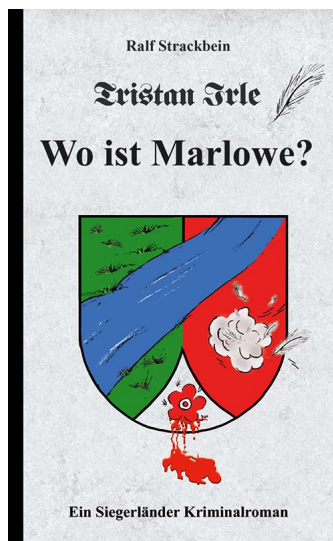 Ralf Strackbein
Tristan Irle
Wo ist Marlowe?
Ein Siegerländer Kriminalroman